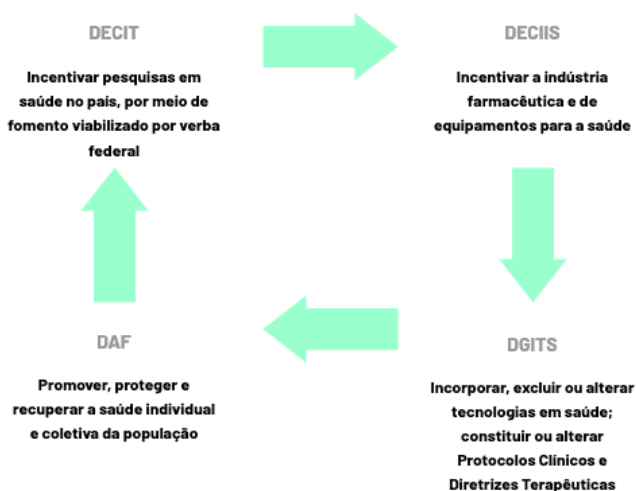 DECIT
Incentivar pesquisas em
saúde no país, por meio de
fomento viabilizado por verba
federal
DECIIS
Incentivar a indústria
farmacêutica e de
equipamentos para a saúde
DAF
Promover, proteger e
recuperar a saúde individual
e coletiva da população
DGITS
Incorporar, excluir ou alterar
tecnologias em saúde;
constituir ou alterar
Protocolos Clínicos e
Diretrizes Terapêuticas